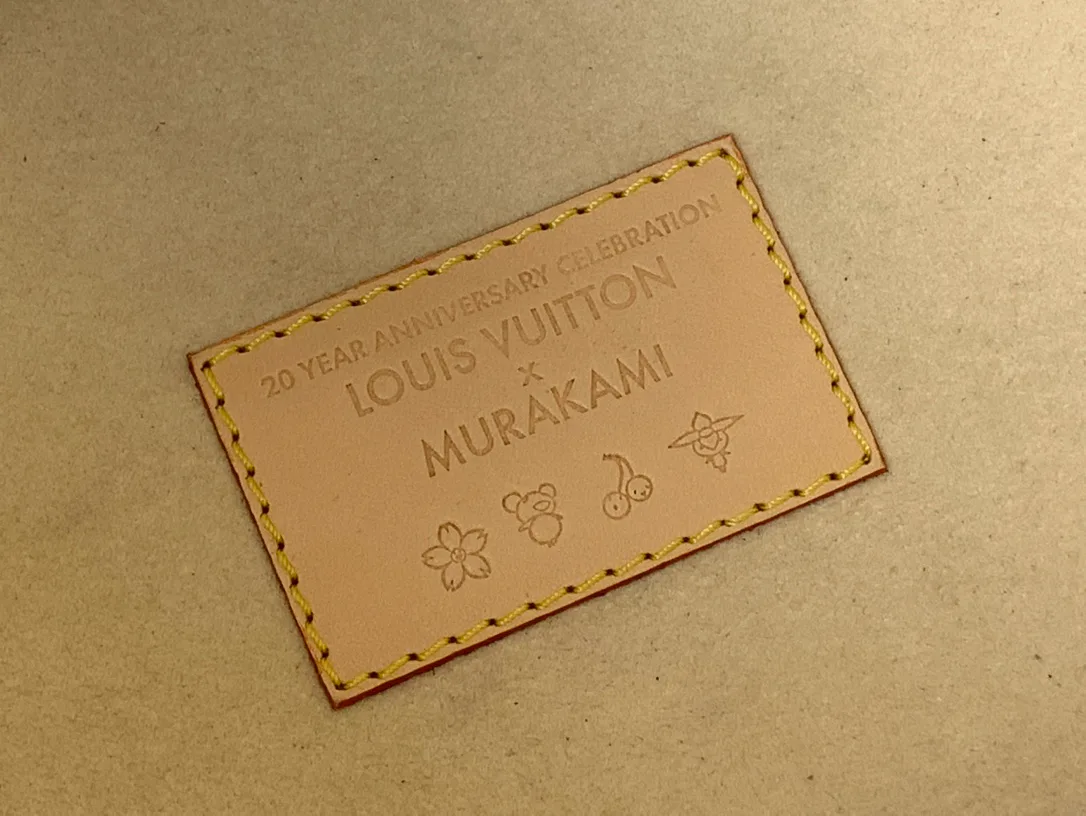 20 YEAR ANNIVERSARY CELEBRATION
LOUIS VUITTON
x
MURAKAMI